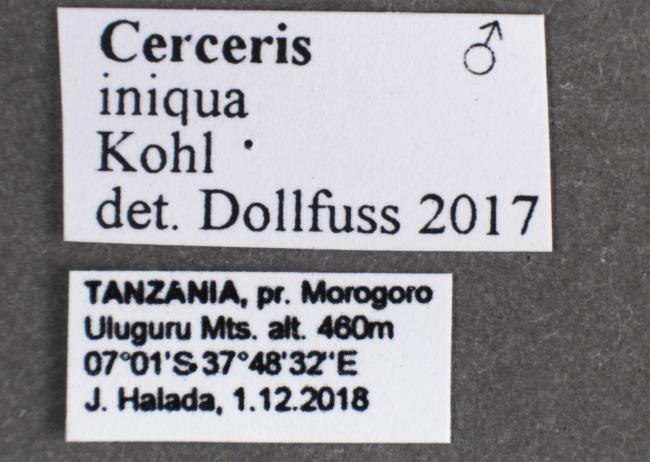 Cerceris ♂
iniqua
Kohl
det. Dollfuss 2017
TANZANIA, pr. Morogoro
Uluguru Mts. alt. 460m
07°01'S 37°48'32"E
J. Halada, 1.12.2018